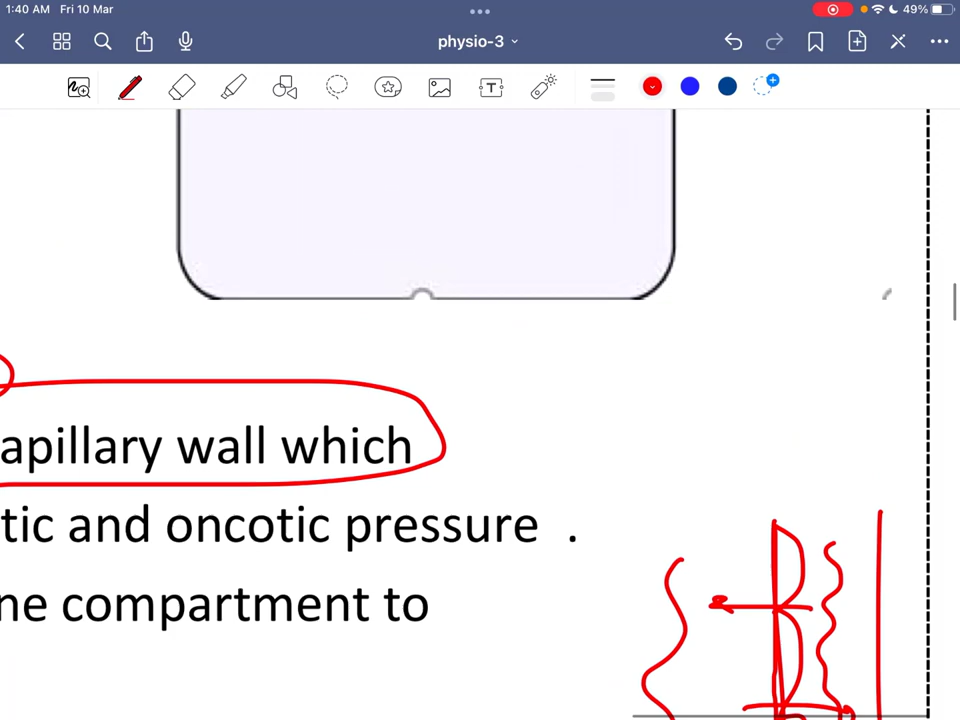 1:40 AM Fri 10 Mar 49%
physio-3
T
apillary wall which
tic and oncotic pressure .
ne compartment to